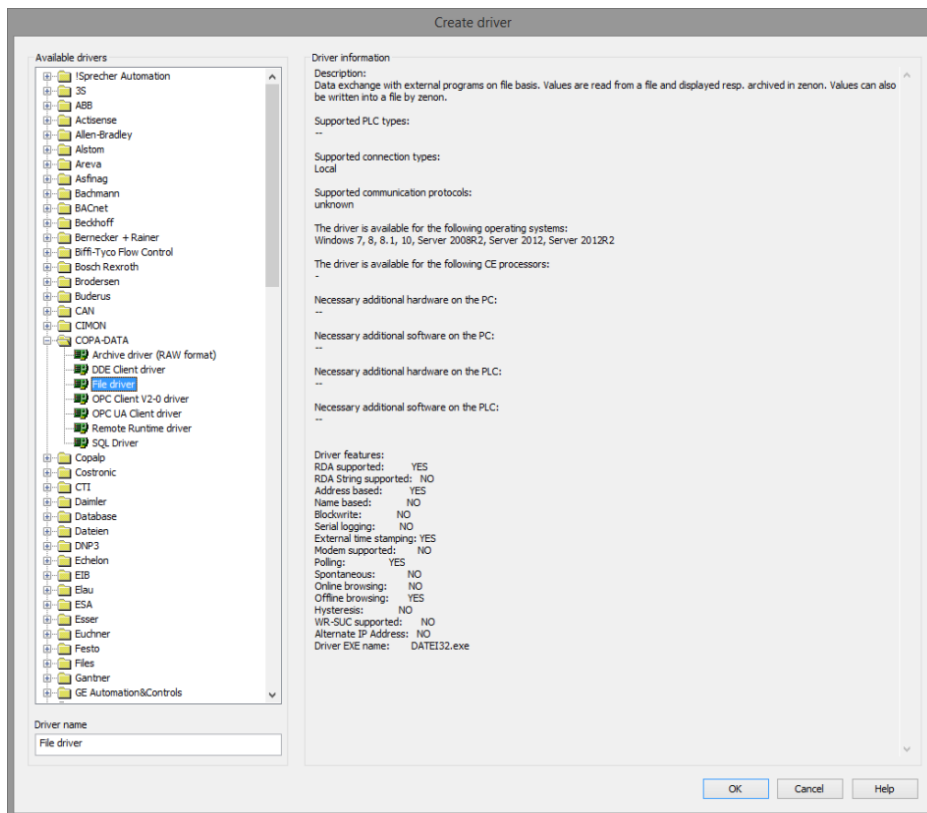 Create driver
Available drivers
!Sprecher Automation
3S
ABB
Actisense
Allen-Bradley
Alstom
Areva
Asfinag
Bachmann
BACnet
Beckhoff
Bernecker + Rainer
Biffi-Tyco Flow Control
Bosch Rexroth
Brodersen
Buderus
CAN
CIMON
COPA-DATA
Archive driver (RAW format)
DDE Client driver
File driver
OPC Client V2-0 driver
OPC UA Client driver
Remote Runtime driver
SQL Driver
Copalp
Costronic
CTI
Daimler
Database
Dateien
DNP3
Echelon
EIB
Elau
ESA
Esser
Euchner
Festo
Files
Gantner
GE Automation&Controls
Driver name
File driver
Driver information
Description:
Data exchange with external programs on file basis. Values are read from a file and displayed resp. archived in zenon. Values can also
be written into a file by zenon.
Supported PLC types:
--
Supported connection types:
Local
Supported communication protocols:
unknown
The driver is available for the following operating systems:
Windows 7, 8, 8.1, 10, Server 2008R2, Server 2012, Server 2012R2
The driver is available for the following CE processors:
-
Necessary additional hardware on the PC:
--
Necessary additional software on the PC:
--
Necessary additional hardware on the PLC:
--
Necessary additional software on the PLC:
--
Driver features:
RDA supported: YES
RDA String supported: NO
Address based: YES
Name based: NO
Blockwrite: NO
Serial logging: NO
External time stamping: YES
Modem supported: NO
Polling: YES
Spontaneous: NO
Online browsing: NO
Offline browsing: YES
Hysteresis: NO
WR-SUC supported: NO
Alternate IP Address: NO
Driver EXE name: DATEI32.exe
OK Cancel Help